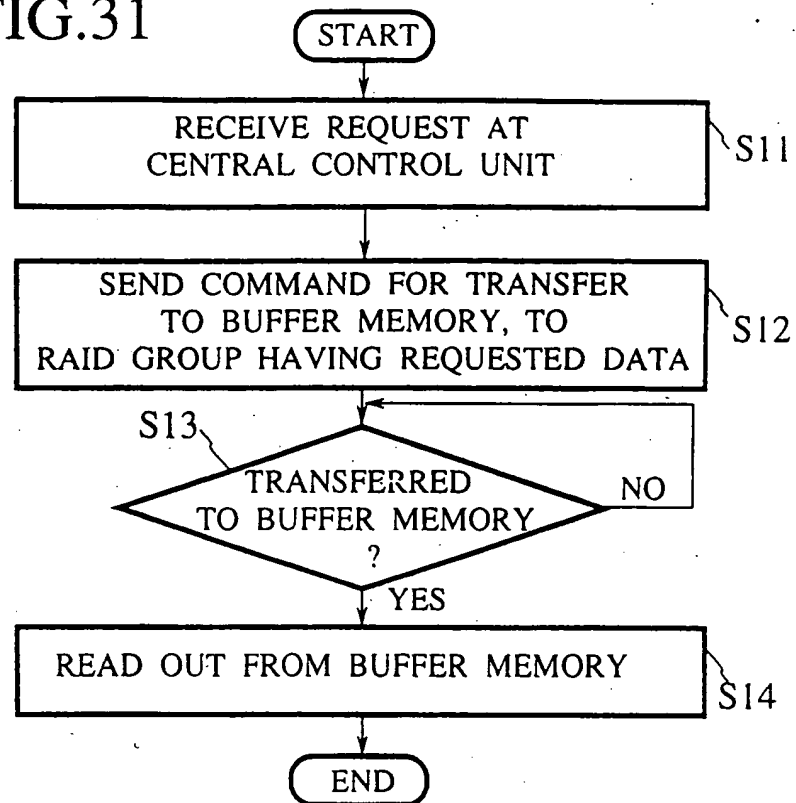 FIG.31
START
RECEIVE REQUEST AT
CENTRAL CONTROL UNIT
S11
SEND COMMAND FOR TRANSFER
TO BUFFER MEMORY, TO
RAID GROUP HAVING REQUESTED DATA
S12
S13
TRANSFERRED
TO BUFFER MEMORY
?
NO
YES
READ OUT FROM BUFFER MEMORY
S14
END